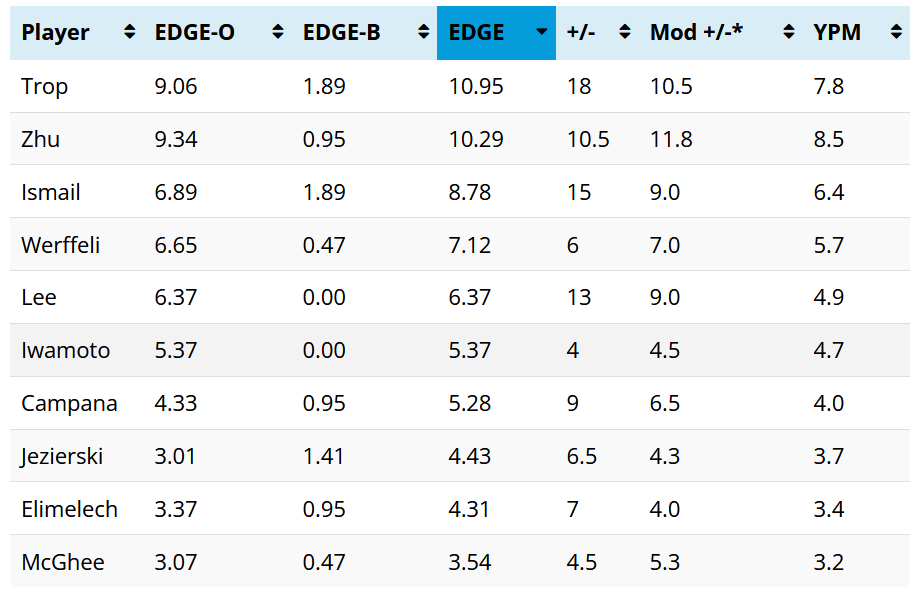 Player EDGE-O EDGE-B EDGE +/- Mod +/-* YPM
Trop 9.06 1.89 10.95 18 10.5 7.8
Zhu 9.34 0.95 10.29 10.5 11.8 8.5
Ismail 6.89 1.89 8.78 15 9.0 6.4
Werffeli 6.65 0.47 7.12 6 7.0 5.7
Lee 6.37 0.00 6.37 13 9.0 4.9
Iwamoto 5.37 0.00 5.37 4 4.5 4.7
Campana 4.33 0.95 5.28 9 6.5 4.0
Jezierski 3.01 1.41 4.43 6.5 4.3 3.7
Elimelech 3.37 0.95 4.31 7 4.0 3.4
McGhee 3.07 0.47 3.54 4.5 5.3 3.2